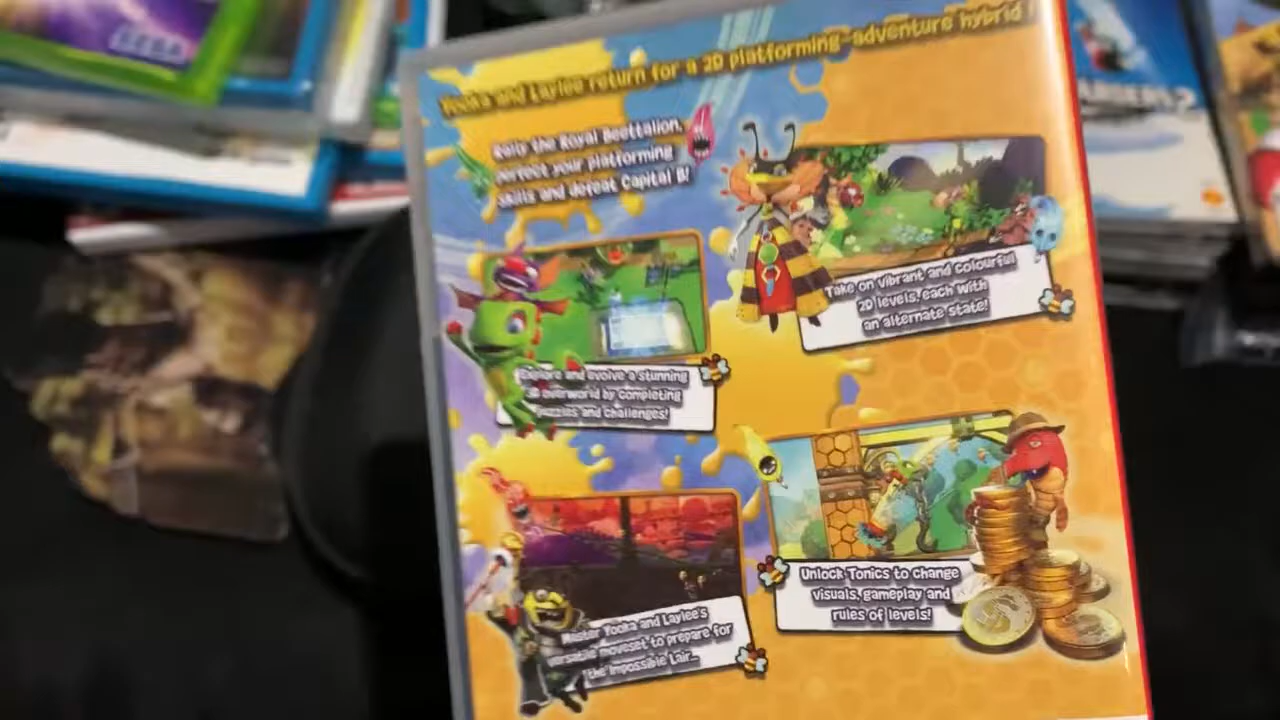 SEGA
Yooka and Laylee return for a 2D platforming-adventure hybrid!
Rally the Royal Beettalion,
perfect your platforming
skills and defeat Capital B!
Take on vibrant and colourful
2D levels, each with
an alternate state!
Explore and evolve a stunning
3D overworld by completing
puzzles and challenges!
Unlock Tonics to change
visuals, gameplay and
rules of levels!
Master Yooka and Laylee's
versatile moveset to prepare for
the Impossible Lair...